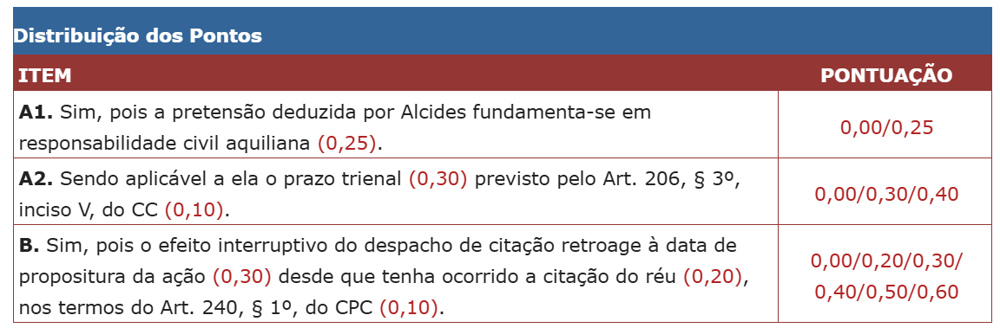 Distribuição dos Pontos
ITEM PONTUAÇÃO
A1. Sim, pois a pretensão deduzida por Alcides fundamenta-se em
responsabilidade civil aquiliana (0,25).
0,00/0,25
A2. Sendo aplicável a ela o prazo trienal (0,30) previsto pelo Art. 206, § 3º,
inciso V, do CC (0,10).
0,00/0,30/0,40
B. Sim, pois o efeito interruptivo do despacho de citação retroage à data de
propositura da ação (0,30) desde que tenha ocorrido a citação do réu (0,20),
nos termos do Art. 240, § 1º, do CPC (0,10).
0,00/0,20/0,30/
0,40/0,50/0,60